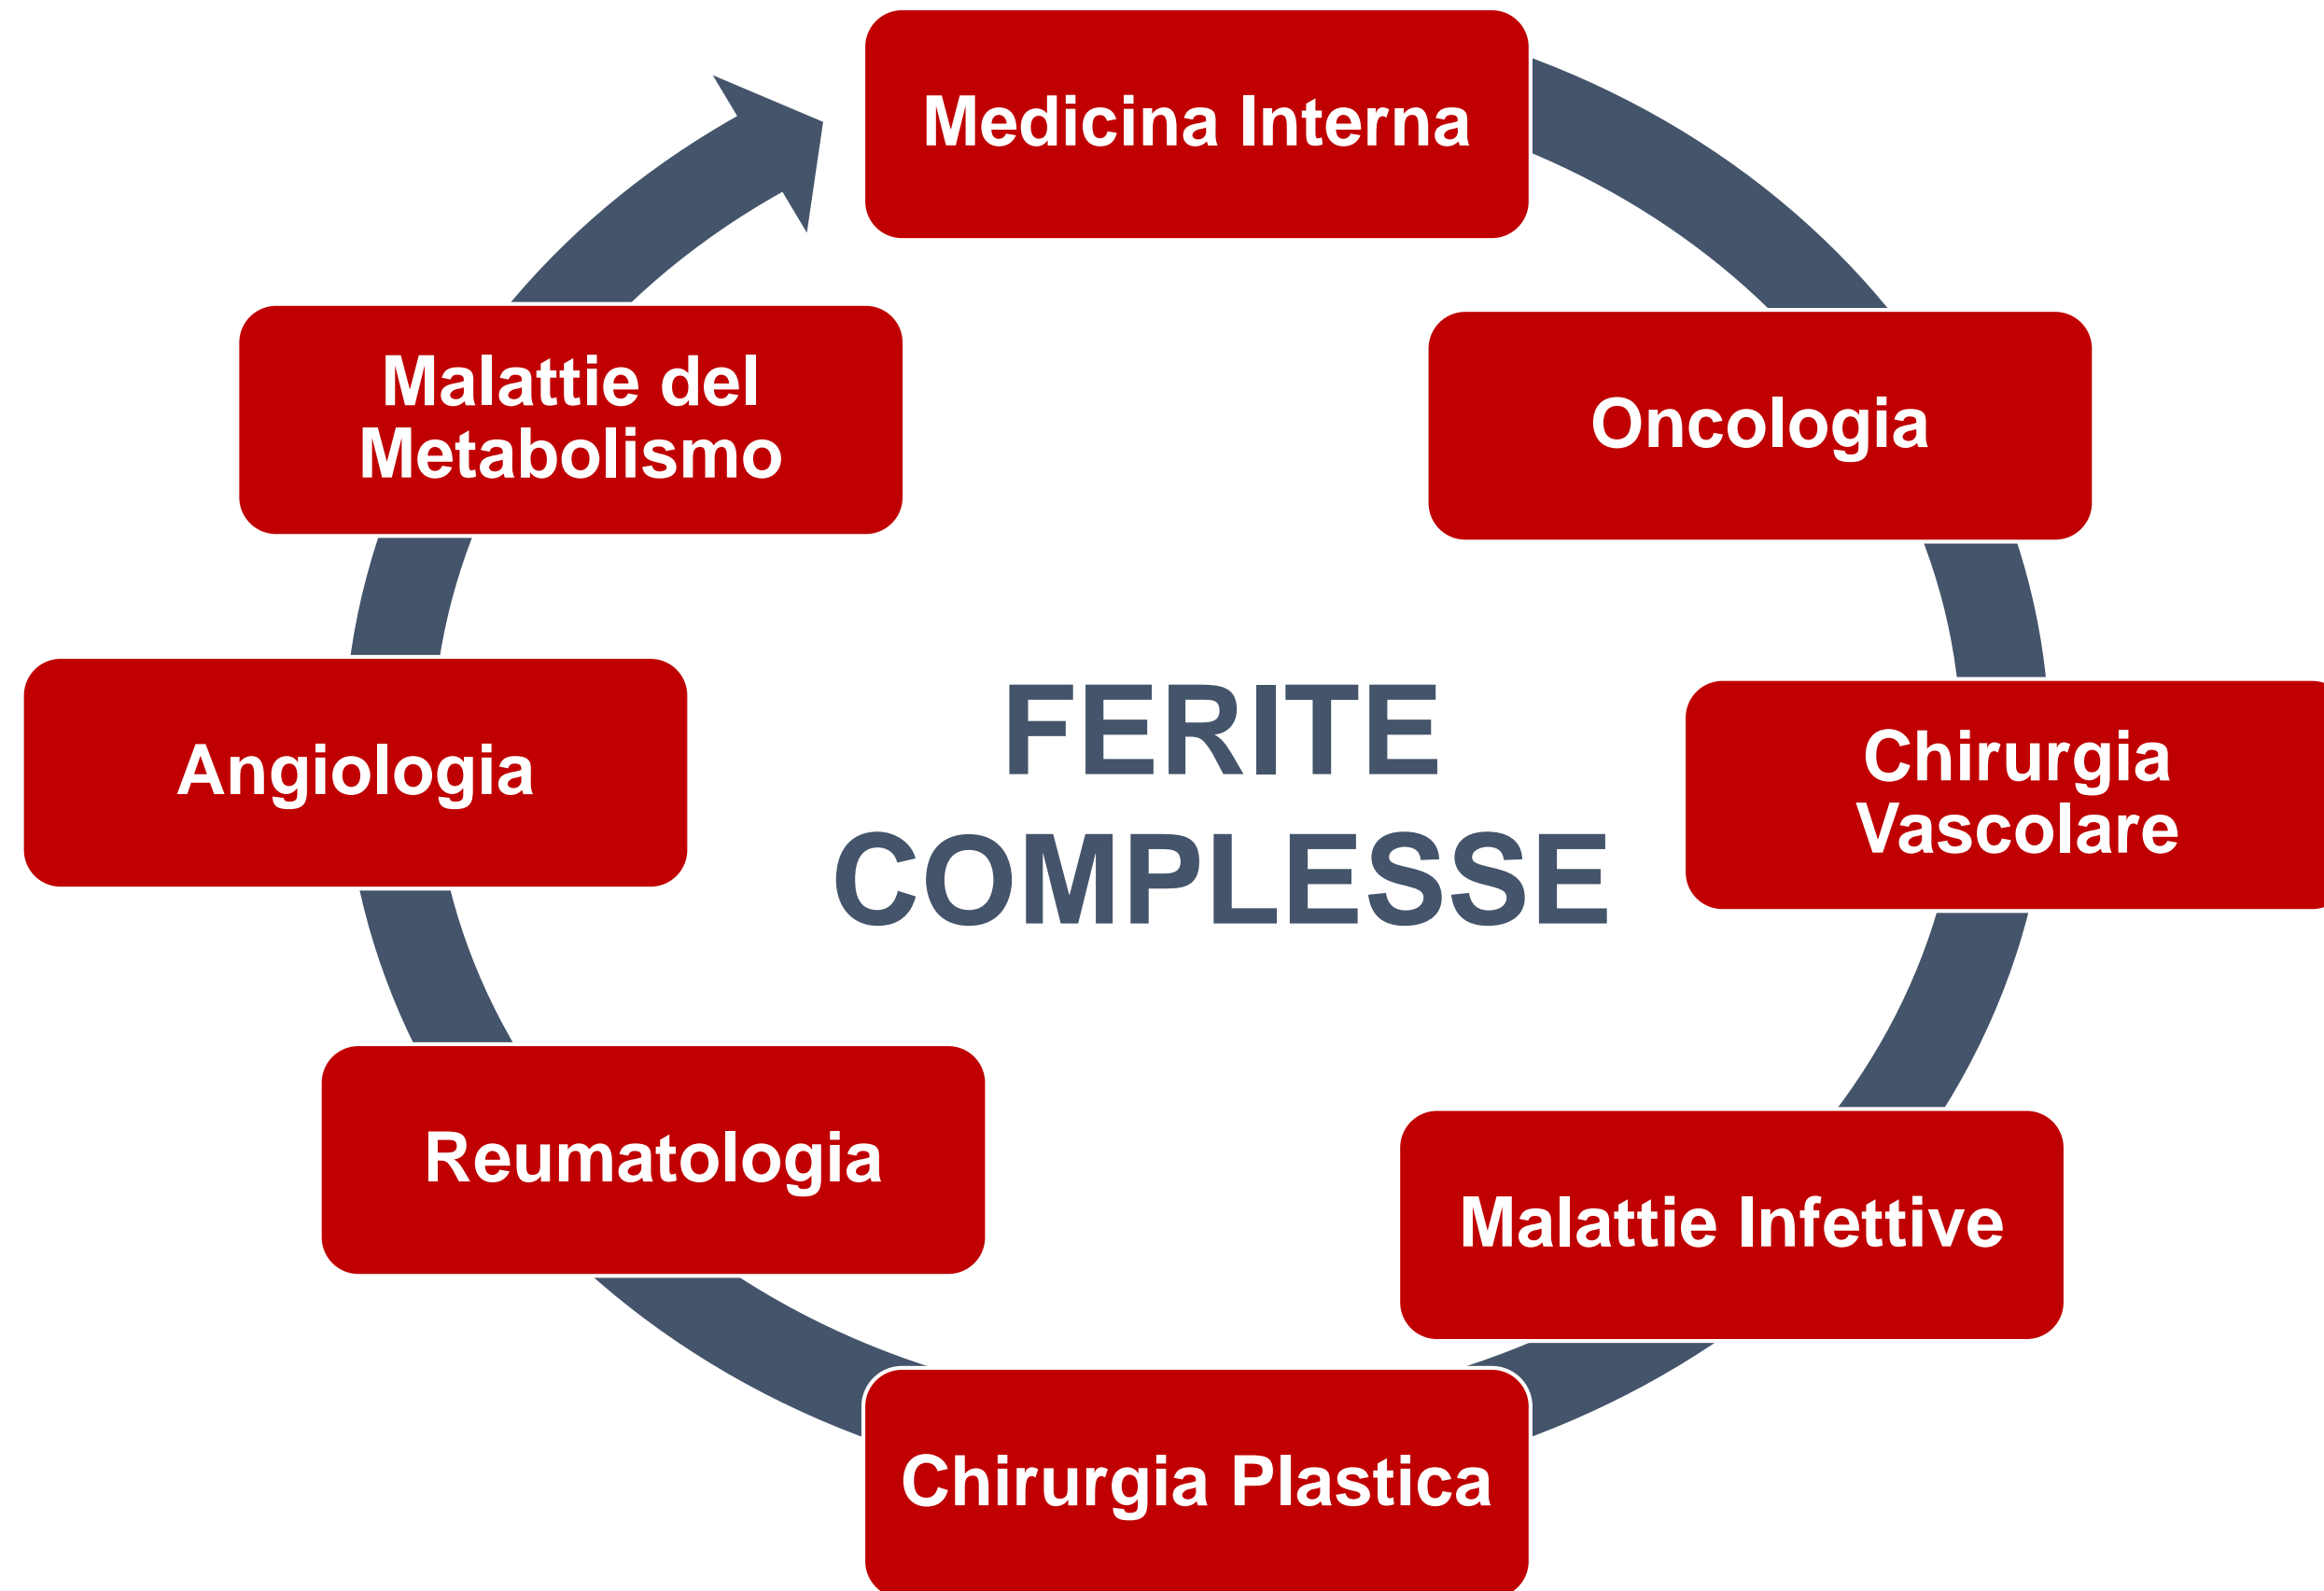 Medicina Interna
Oncologia
Chirurgia
Vascolare
Malattie Infettive
Chirurgia Plastica
Reumatologia
Angiologia
Malattie del
Metabolismo
FERITE
COMPLESSE